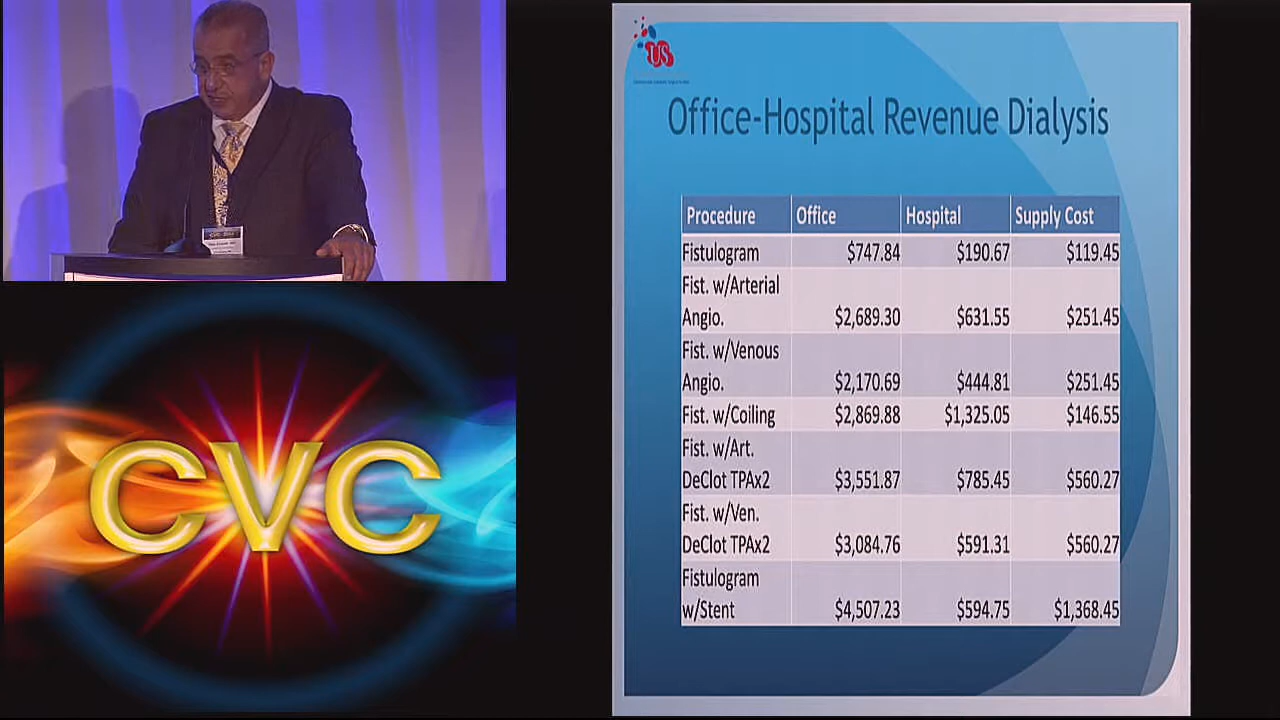 US
Office-Hospital Revenue Dialysis
Procedure Office Hospital Supply Cost
Fistulogram $747.84 $190.67 $119.45
Fist. w/Arterial
Angio. $2,689.30 $631.55 $251.45
Fist. w/Venous
Angio. $2,170.69 $444.81 $251.45
Fist. w/Coiling $2,869.88 $1,325.05 $146.55
Fist. w/Art.
DeClot TPAx2 $3,551.87 $785.45 $560.27
Fist. w/Ven.
DeClot TPAx2 $3,084.76 $591.31 $560.27
Fistulogram
w/Stent $4,507.23 $594.75 $1,368.45
CVC